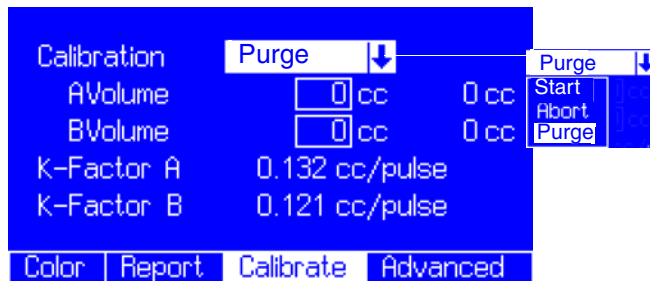 Calibration Purge
AVolume 0 cc 0 cc
BVolume 0 cc 0 cc
K-Factor A 0.132 cc/pulse
K-Factor B 0.121 cc/pulse
Color Report Calibrate Advanced
Purge
Start
Abort
Purge